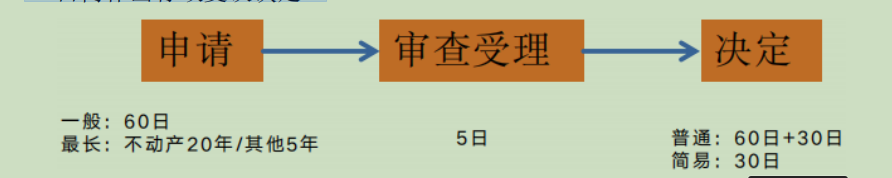 申请
审查受理
决定
一般：60日
最长：不动产20年/其他5年
5日
普通：60日+30日
简易：30日